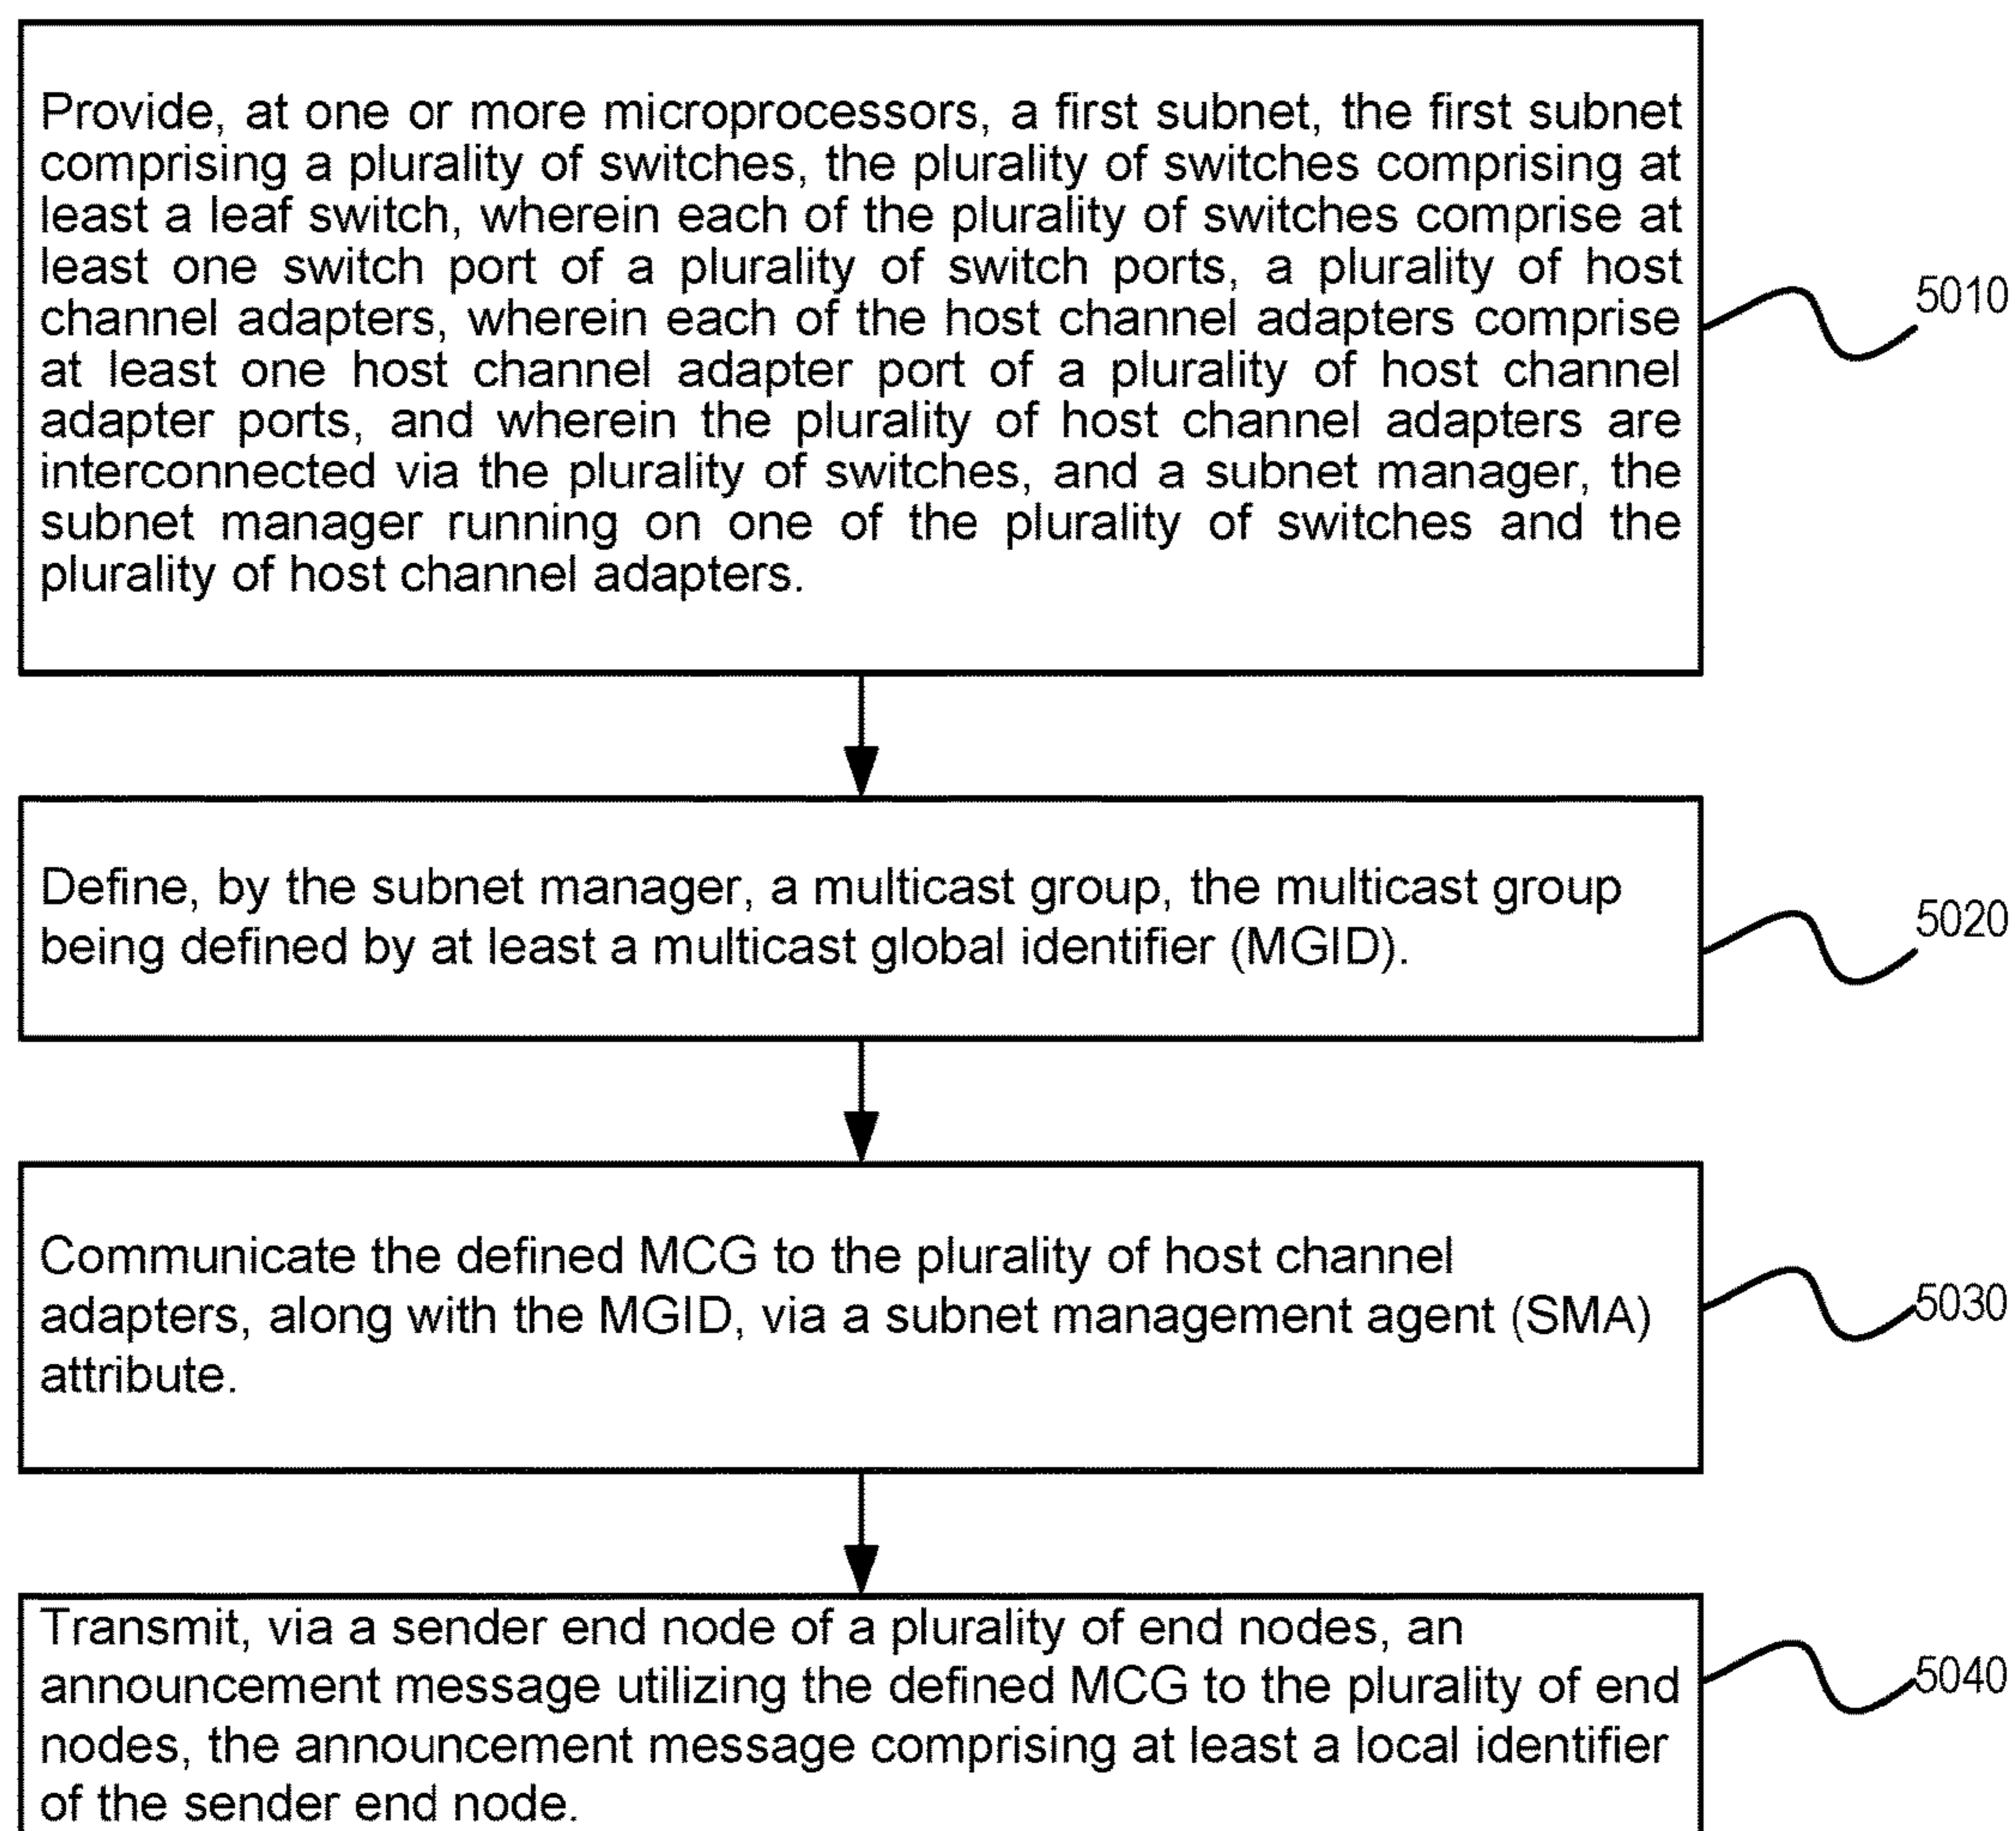 Provide, at one or more microprocessors, a first subnet, the first subnet
comprising a plurality of switches, the plurality of switches comprising at
least a leaf switch, wherein each of the plurality of switches comprise at
least one switch port of a plurality of switch ports, a plurality of host
channel adapters, wherein each of the host channel adapters comprise
at least one host channel adapter port of a plurality of host channel
adapter ports, and wherein the plurality of host channel adapters are
interconnected via the plurality of switches, and a subnet manager, the
subnet manager running on one of the plurality of switches and the
plurality of host channel adapters.
5010
Define, by the subnet manager, a multicast group, the multicast group
being defined by at least a multicast global identifier (MGID).
5020
Communicate the defined MCG to the plurality of host channel
adapters, along with the MGID, via a subnet management agent (SMA)
attribute.
5030
Transmit, via a sender end node of a plurality of end nodes, an
announcement message utilizing the defined MCG to the plurality of end
nodes, the announcement message comprising at least a local identifier
of the sender end node.
5040